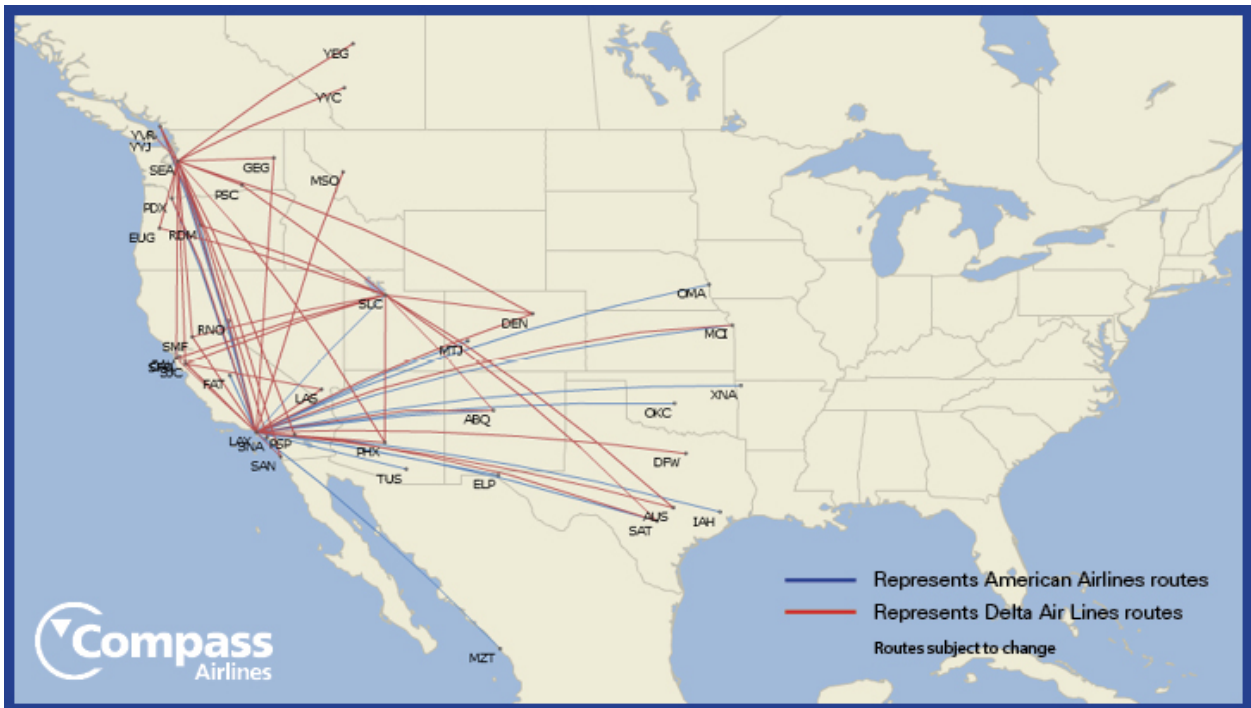 YEG
YYC
YVR
YYJ
SEA
GEG
MSO
PSC
PDX
EUG
RDM
SLC
OMA
DEN
RNO
MCI
SMF
MTJ
SJC
FAT
LAS
XNA
ABQ
OKC
LAX
SNA
PSP
PHX
DFW
SAN
TUS
ELP
AUS
IAH
SAT
MZT
Represents American Airlines routes
Represents Delta Air Lines routes
Routes subject to change
Compass
Airlines